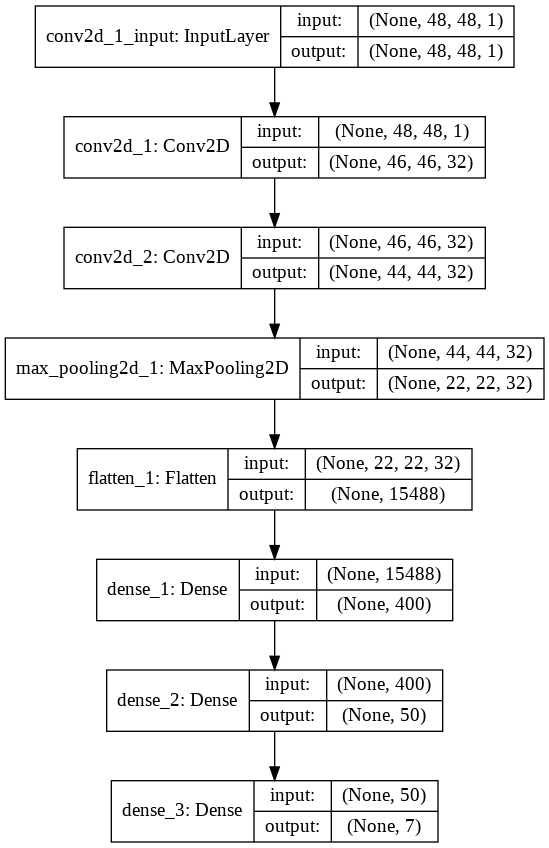 conv2d_1_input: InputLayer
input: (None, 48, 48, 1)
output: (None, 48, 48, 1)
conv2d_1: Conv2D
input: (None, 48, 48, 1)
output: (None, 46, 46, 32)
conv2d_2: Conv2D
input: (None, 46, 46, 32)
output: (None, 44, 44, 32)
max_pooling2d_1: MaxPooling2D
input: (None, 44, 44, 32)
output: (None, 22, 22, 32)
flatten_1: Flatten
input: (None, 22, 22, 32)
output: (None, 15488)
dense_1: Dense
input: (None, 15488)
output: (None, 400)
dense_2: Dense
input: (None, 400)
output: (None, 50)
dense_3: Dense
input: (None, 50)
output: (None, 7)